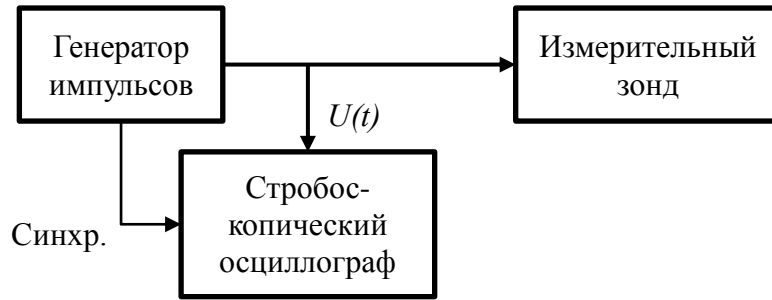 Генератор
импульсов
Измерительный
зонд
U(t)
Стробос-
копический
осциллограф
Синхр.